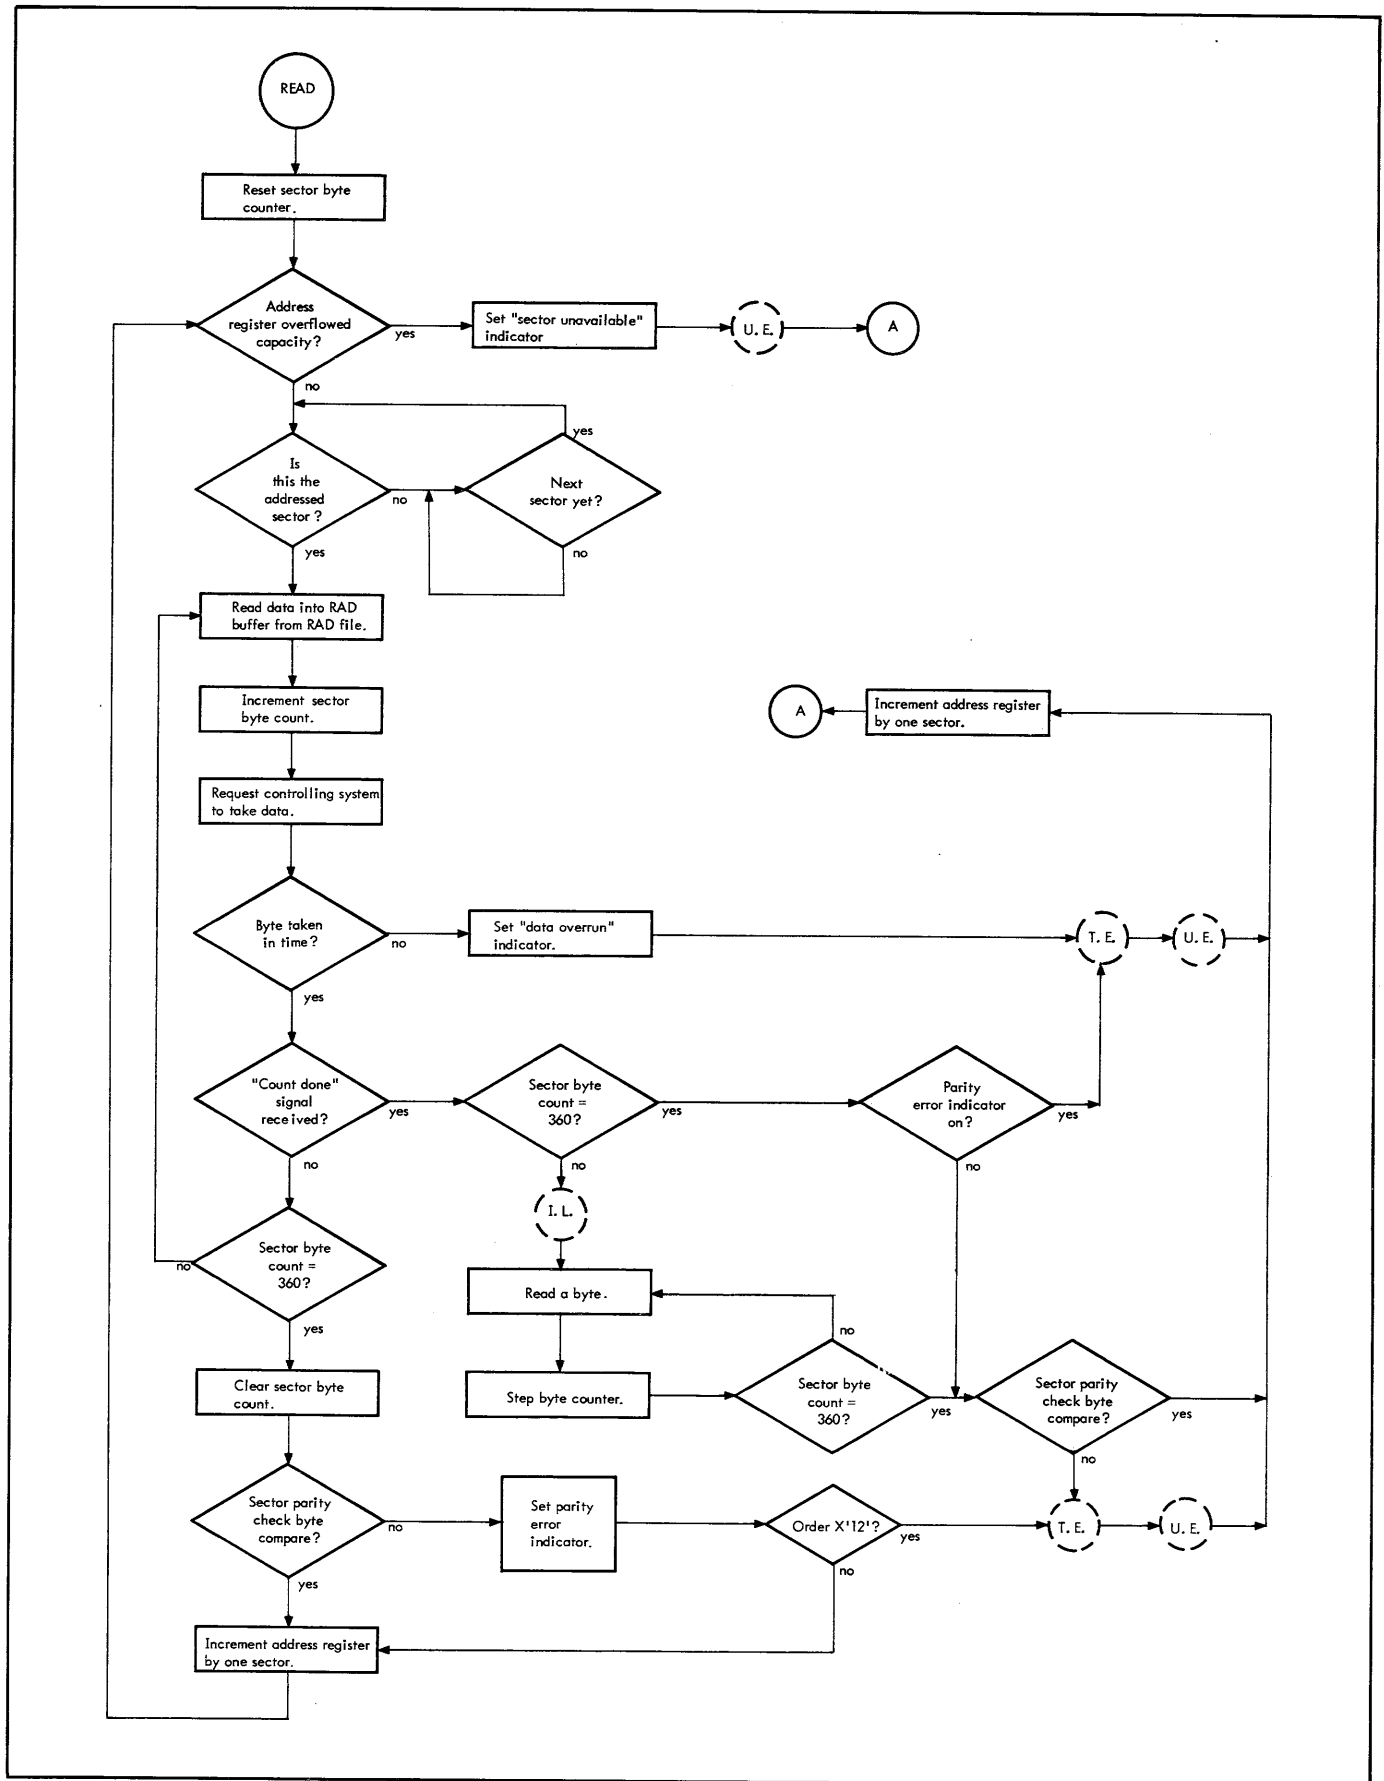 READ
Reset sector byte
counter.
Address
register overflowed
capacity?
yes
Set "sector unavailable"
indicator
U. E.
A
no
Is
this the
addressed
sector?
no
yes
Next
sector yet?
no
yes
Read data into RAD
buffer from RAD file.
Increment sector
byte count.
A
Increment address register
by one sector.
Request controlling system
to take data.
Byte taken
in time?
no
Set "data overrun"
indicator.
T. E.
U. E.
yes
"Count done"
signal
received?
yes
Sector byte
count =
360?
yes
Parity
error indicator
on?
yes
no
no
no
I. L.
Sector byte
count =
360?
no
yes
Read a byte.
no
Step byte counter.
Sector byte
count =
360?
yes
Sector parity
check byte
compare?
yes
no
Clear sector byte
count.
Sector parity
check byte
compare?
no
Set parity
error
indicator.
Order X'12'?
yes
T. E.
U. E.
no
yes
Increment address register
by one sector.